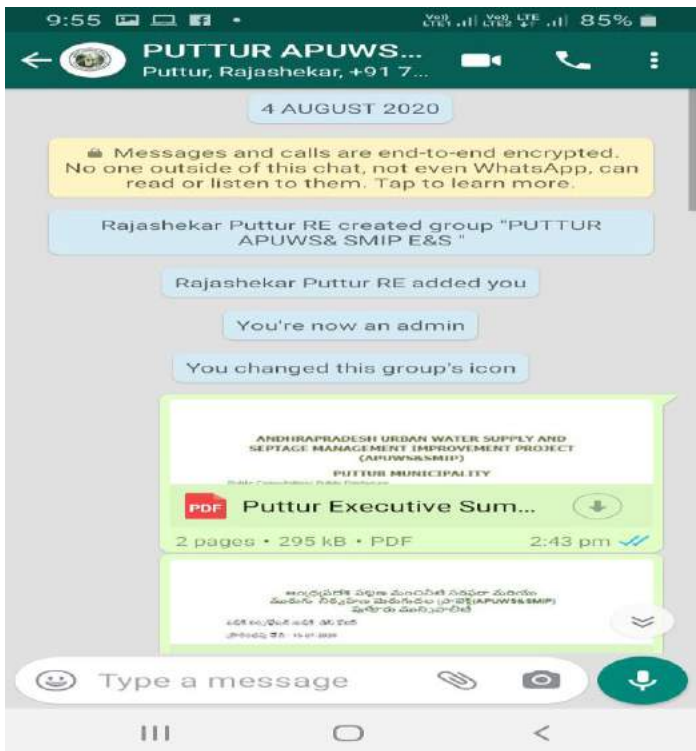 9:55 85%
PUTTUR APUWS...
Puttur, Rajashekar, +91 7...
4 AUGUST 2020
Messages and calls are end-to-end encrypted.
No one outside of this chat, not even WhatsApp, can
read or listen to them. Tap to learn more.
Rajashekar Puttur RE created group "PUTTUR
APUWS& SMIP E&S "
Rajashekar Puttur RE added you
You're now an admin
You changed this group's icon
ANDHRAPRADESH URBAN WATER SUPPLY AND
SEPTAGE MANAGEMENT IMPROVEMENT PROJECT
(APUWS&SMIP)
PUTTUR MUNICIPALITY
PDF Puttur Executive Sum...
2 pages • 295 kB • PDF 2:43 pm
(APUWS&SMIP)
Type a message